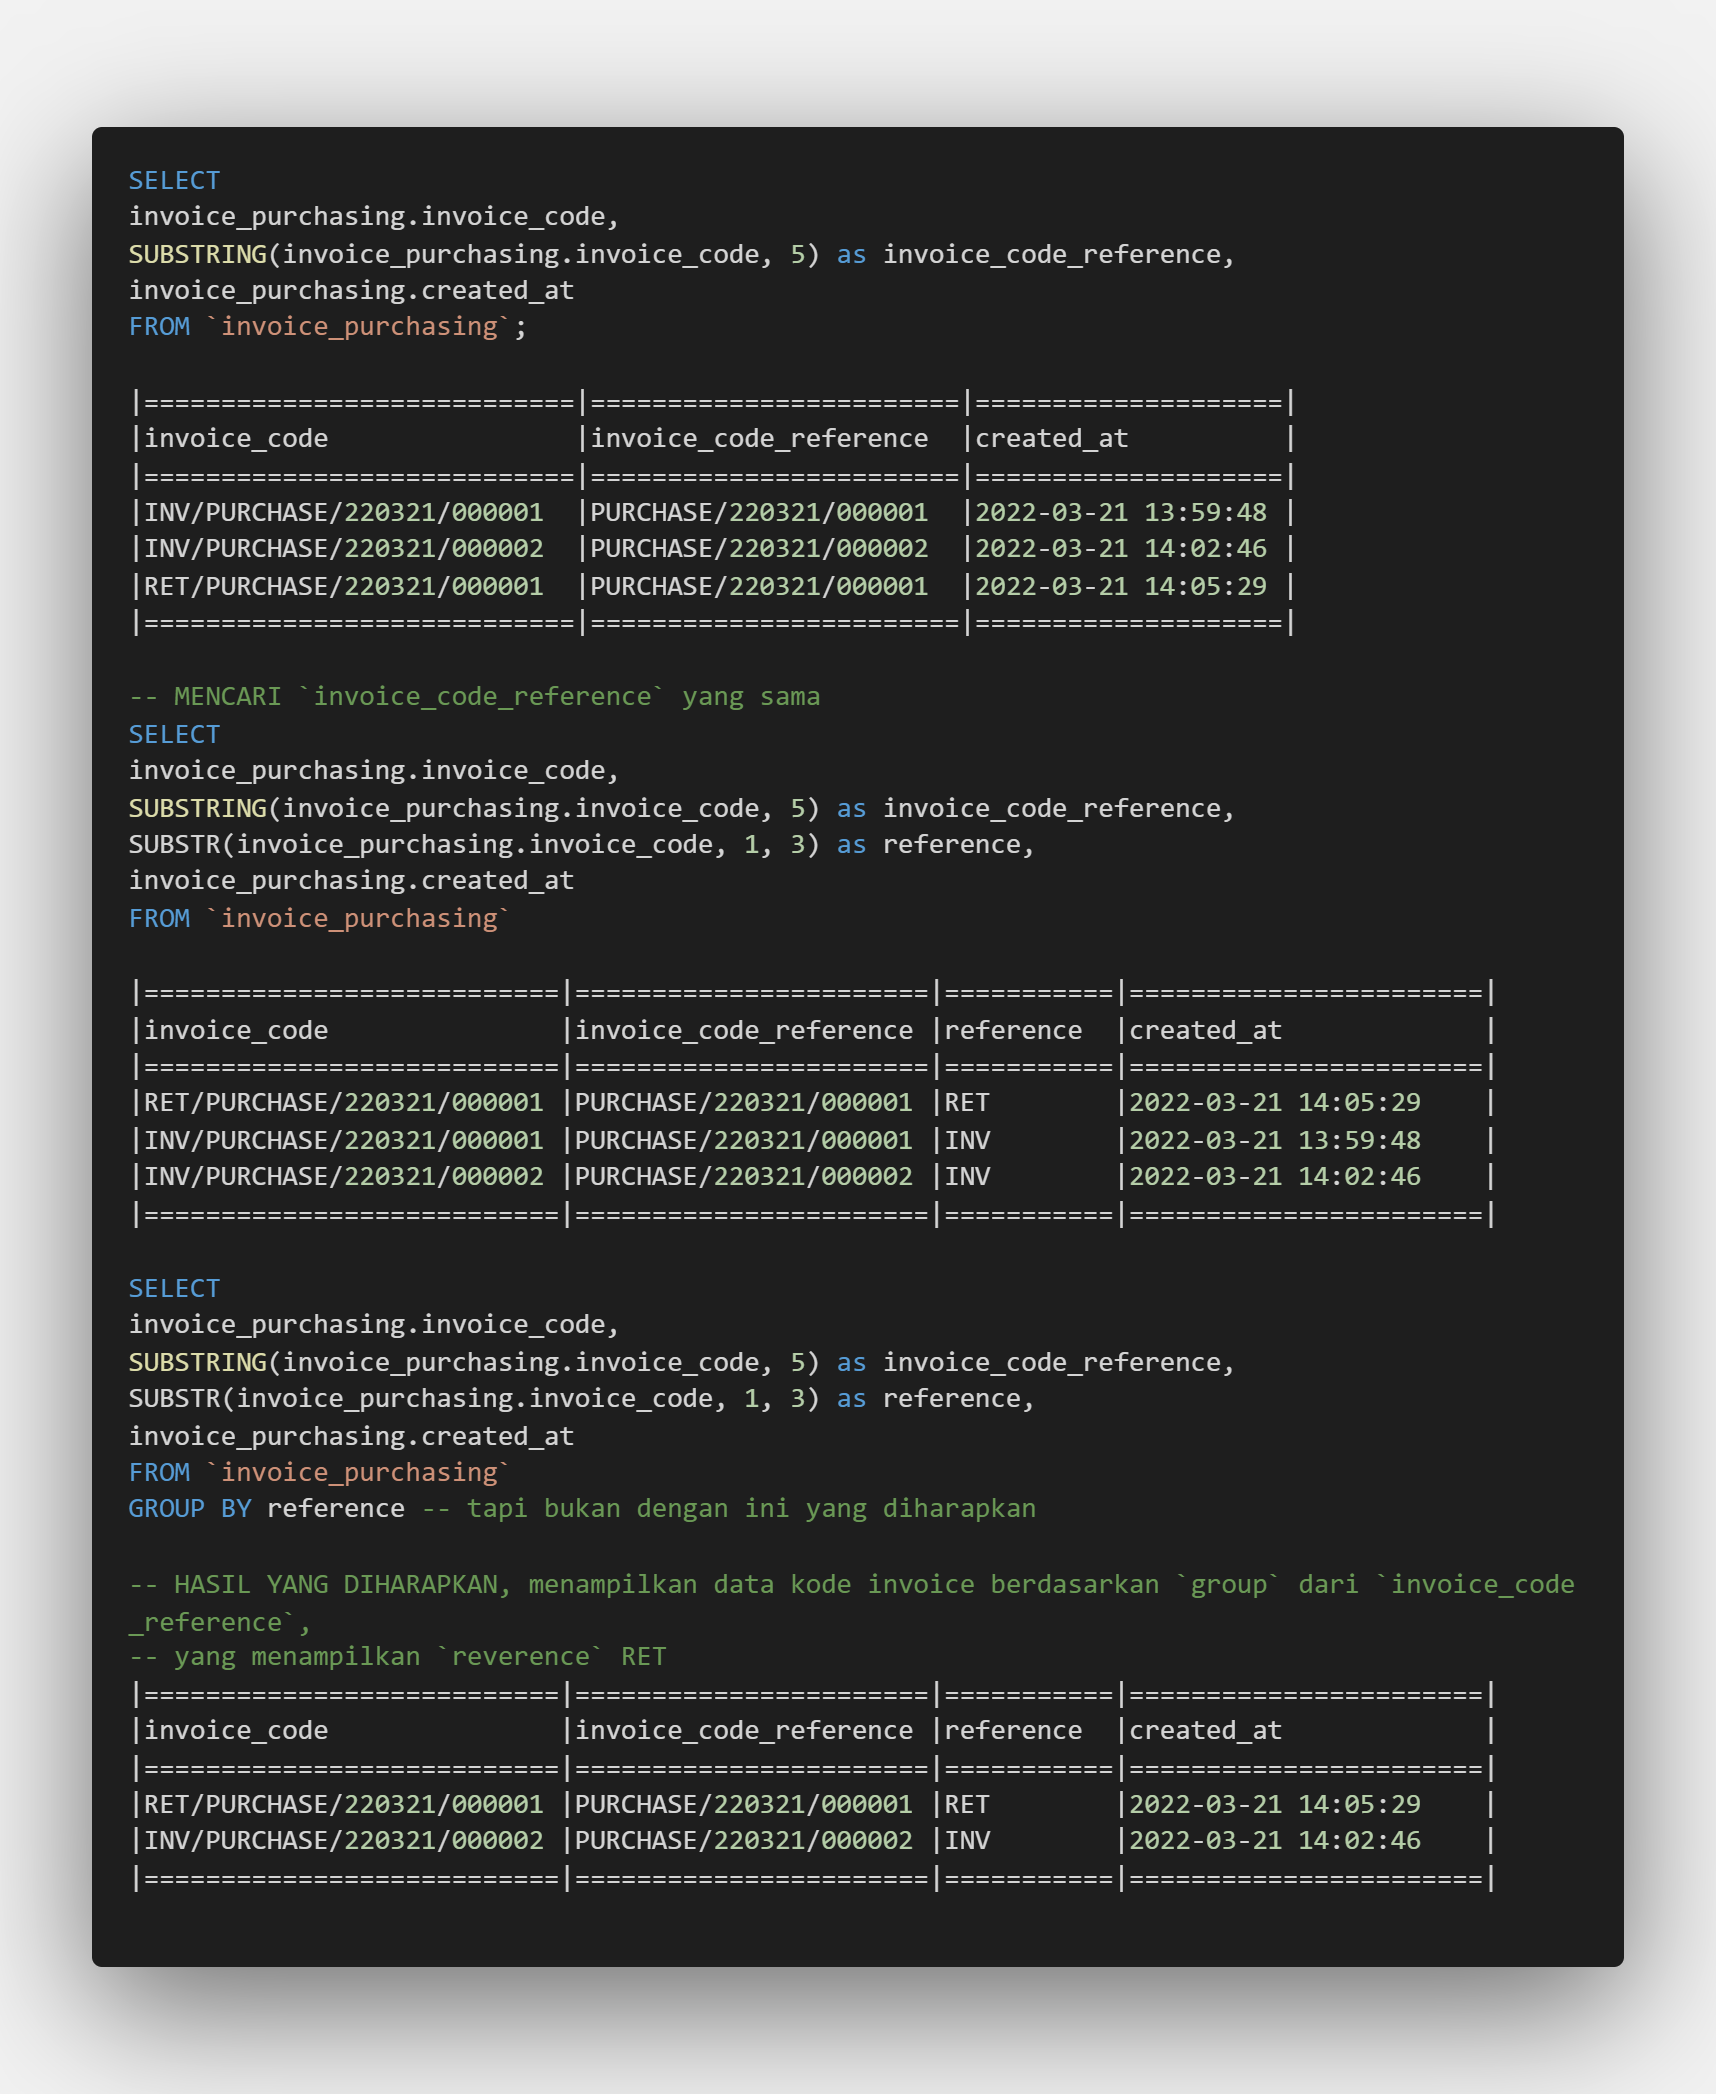 SELECT
invoice_purchasing.invoice_code,
SUBSTRING(invoice_purchasing.invoice_code, 5) as invoice_code_reference,
invoice_purchasing.created_at
FROM `invoice_purchasing`;
|============================|========================|====================|
|invoice_code                |invoice_code_reference  |created_at          |
|============================|========================|====================|
|INV/PURCHASE/220321/000001  |PURCHASE/220321/000001  |2022-03-21 13:59:48 |
|INV/PURCHASE/220321/000002  |PURCHASE/220321/000002  |2022-03-21 14:02:46 |
|RET/PURCHASE/220321/000001  |PURCHASE/220321/000001  |2022-03-21 14:05:29 |
|============================|========================|====================|
-- MENCARI `invoice_code_reference` yang sama
SELECT
invoice_purchasing.invoice_code,
SUBSTRING(invoice_purchasing.invoice_code, 5) as invoice_code_reference,
SUBSTR(invoice_purchasing.invoice_code, 1, 3) as reference,
invoice_purchasing.created_at
FROM `invoice_purchasing`
|===========================|=======================|===========|=======================|
|invoice_code               |invoice_code_reference |reference  |created_at             |
|===========================|=======================|===========|=======================|
|RET/PURCHASE/220321/000001 |PURCHASE/220321/000001 |RET        |2022-03-21 14:05:29    |
|INV/PURCHASE/220321/000001 |PURCHASE/220321/000001 |INV        |2022-03-21 13:59:48    |
|INV/PURCHASE/220321/000002 |PURCHASE/220321/000002 |INV        |2022-03-21 14:02:46    |
|===========================|=======================|===========|=======================|
SELECT
invoice_purchasing.invoice_code,
SUBSTRING(invoice_purchasing.invoice_code, 5) as invoice_code_reference,
SUBSTR(invoice_purchasing.invoice_code, 1, 3) as reference,
invoice_purchasing.created_at
FROM `invoice_purchasing`
GROUP BY reference -- tapi bukan dengan ini yang diharapkan
-- HASIL YANG DIHARAPKAN, menampilkan data kode invoice berdasarkan `group` dari `invoice_code
_reference`,
-- yang menampilkan `reverence` RET
|===========================|=======================|===========|=======================|
|invoice_code               |invoice_code_reference |reference  |created_at             |
|===========================|=======================|===========|=======================|
|RET/PURCHASE/220321/000001 |PURCHASE/220321/000001 |RET        |2022-03-21 14:05:29    |
|INV/PURCHASE/220321/000002 |PURCHASE/220321/000002 |INV        |2022-03-21 14:02:46    |
|===========================|=======================|===========|=======================|